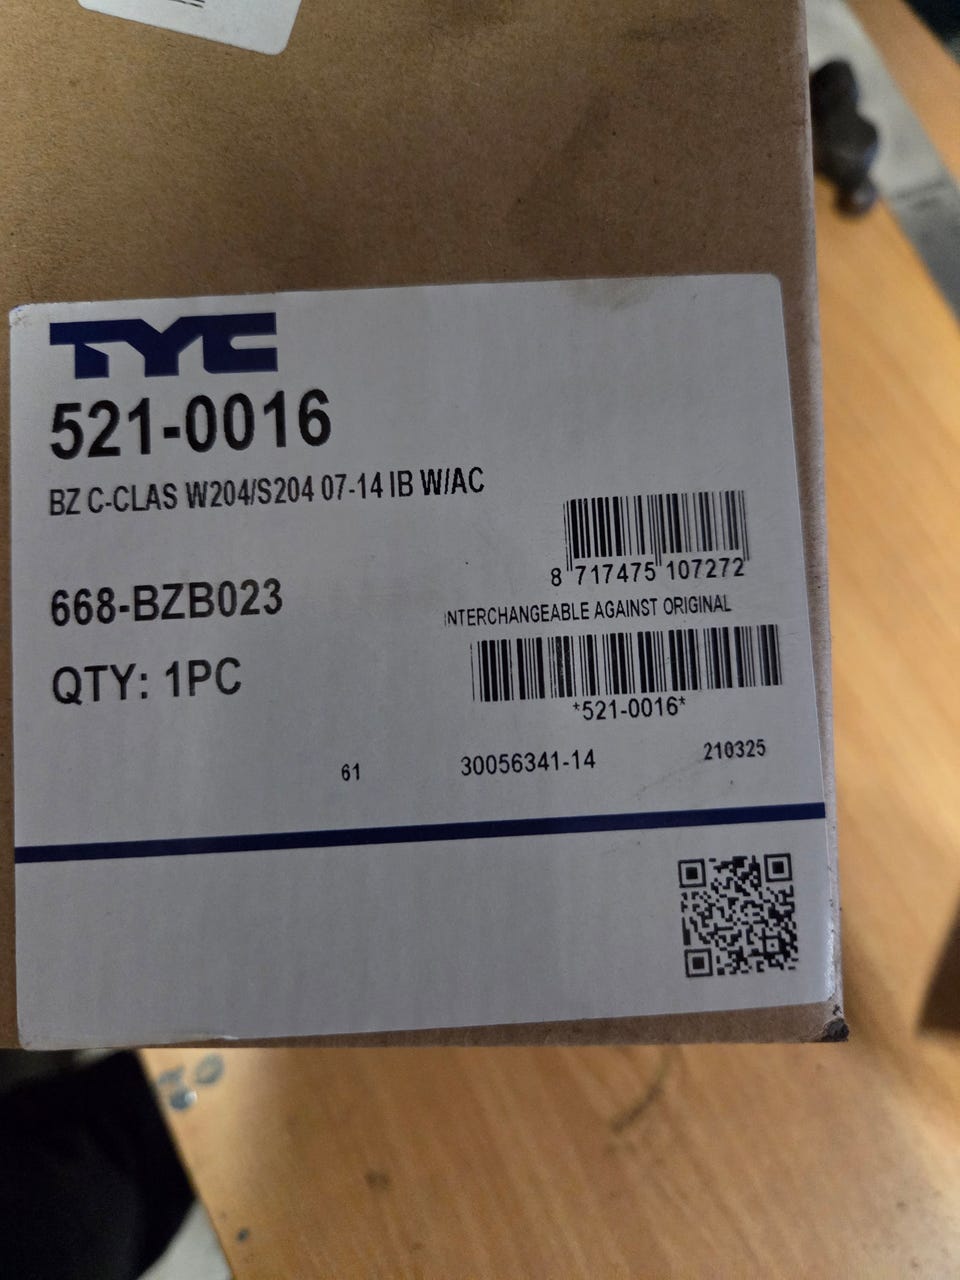 TYC
521-0016
BZ C-CLAS W204/S204 07-14 IB W/AC
8 717475 107272
668-BZB023
INTERCHANGEABLE AGAINST ORIGINAL
QTY: 1PC
*521-0016*
61 30056341-14 210325